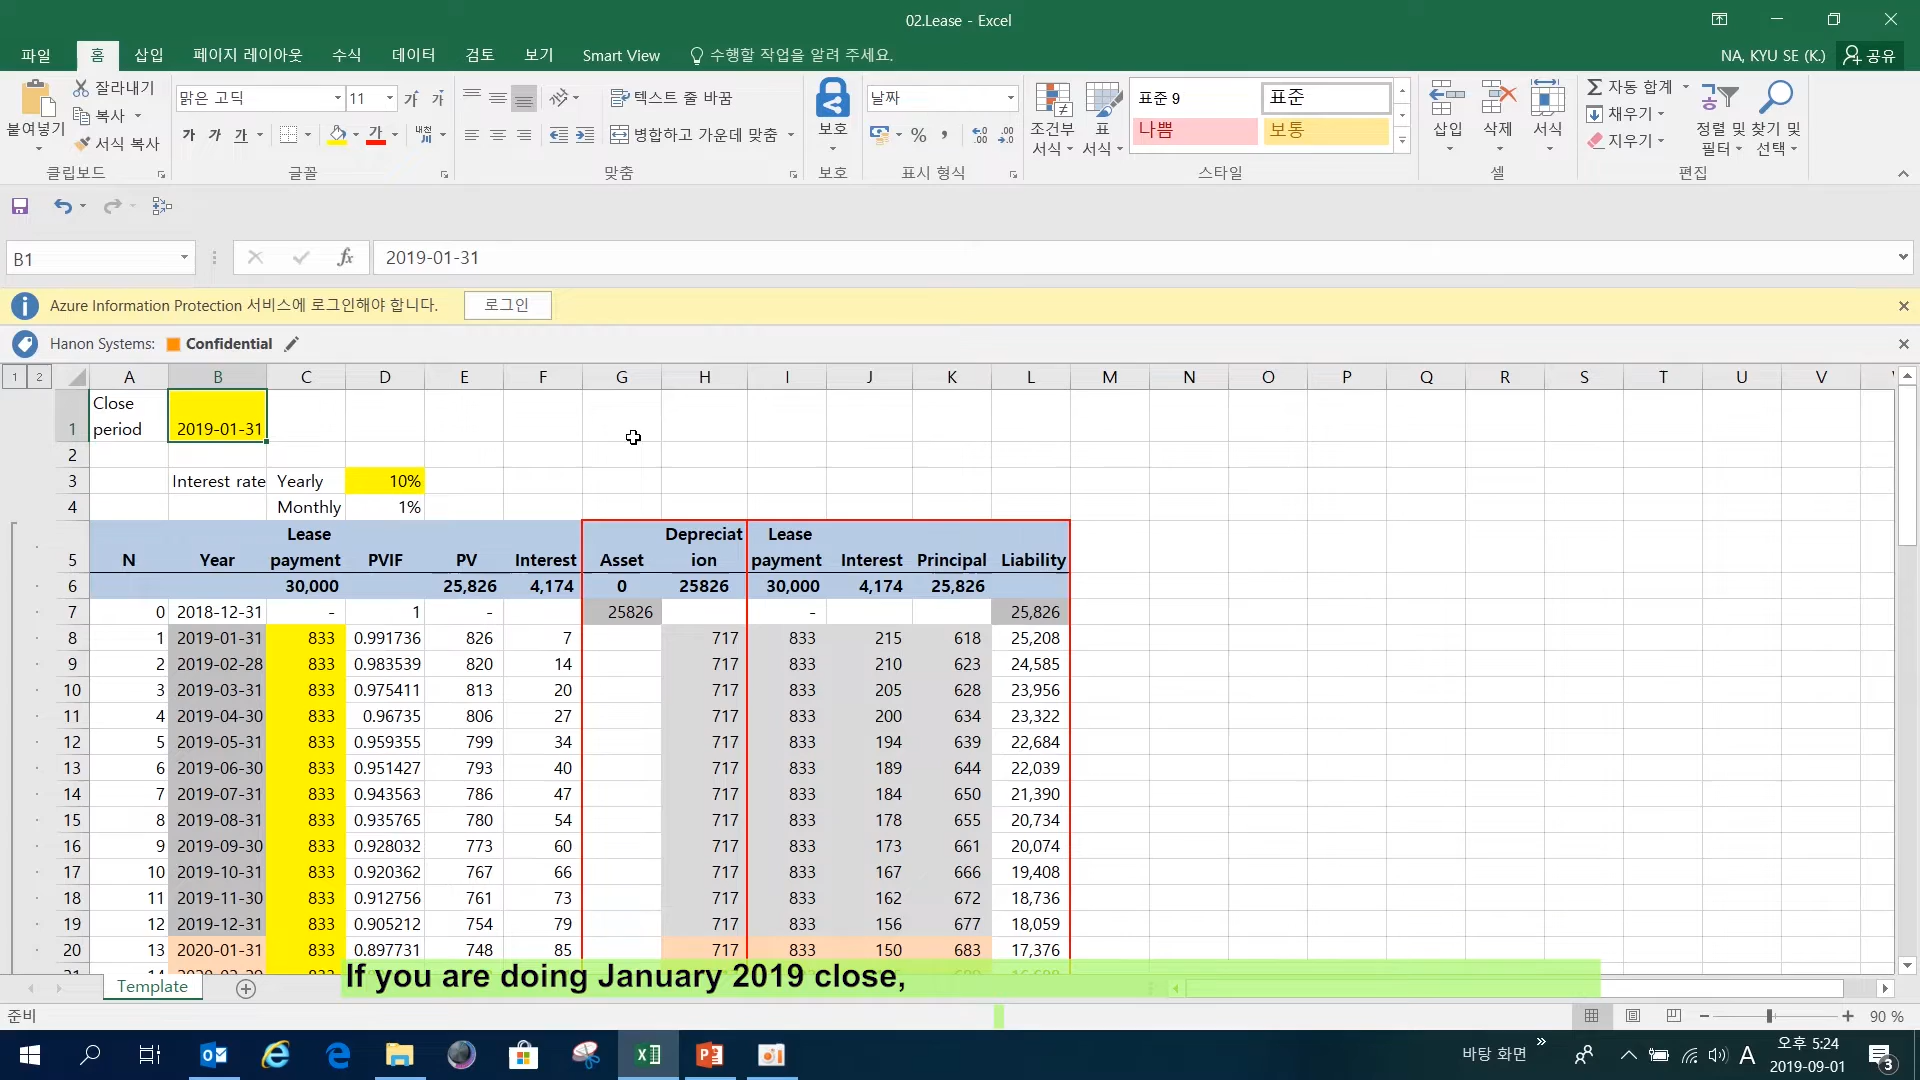 02.Lease - Excel
파일 홈 삽입 페이지 레이아웃 수식 데이터 검토 보기 Smart View 수행할 작업을 알려 주세요. NA, KYU SE (K.) 공유
붙여넣기 잘라내기 복사 서식 복사 클립보드
맑은 고딕 11 가 가 가 가 가 가 내천 글꼴
텍스트 줄 바꿈 병합하고 가운데 맞춤 맞춤
보호 보호
날짜 % , 표시 형식
조건부 서식 표 서식 표준 9 표준 나쁨 보통 스타일
삽입 삭제 서식 셀
자동 합계 채우기 지우기 정렬 및 필터 찾기 및 선택 편집
B1 fx 2019-01-31
Azure Information Protection 서비스에 로그인해야 합니다. 로그인
Hanon Systems: Confidential
1 2 A B C D E F G H I J K L M N O P Q R S T U V
1 Close period 2019-01-31
2
3 Interest rate Yearly 10%
4 Monthly 1%
5 N Year Lease payment PVIF PV Interest Asset Depreciation Lease payment Interest Principal Liability
6 30,000 25,826 4,174 0 25826 30,000 4,174 25,826
7 0 2018-12-31 - 1 - 25826 - 25,826
8 1 2019-01-31 833 0.991736 826 7 717 833 215 618 25,208
9 2 2019-02-28 833 0.983539 820 14 717 833 210 623 24,585
10 3 2019-03-31 833 0.975411 813 20 717 833 205 628 23,956
11 4 2019-04-30 833 0.96735 806 27 717 833 200 634 23,322
12 5 2019-05-31 833 0.959355 799 34 717 833 194 639 22,684
13 6 2019-06-30 833 0.951427 793 40 717 833 189 644 22,039
14 7 2019-07-31 833 0.943563 786 47 717 833 184 650 21,390
15 8 2019-08-31 833 0.935765 780 54 717 833 178 655 20,734
16 9 2019-09-30 833 0.928032 773 60 717 833 173 661 20,074
17 10 2019-10-31 833 0.920362 767 66 717 833 167 666 19,408
18 11 2019-11-30 833 0.912756 761 73 717 833 162 672 18,736
19 12 2019-12-31 833 0.905212 754 79 717 833 156 677 18,059
20 13 2020-01-31 833 0.897731 748 85 717 833 150 683 17,376
If you are doing January 2019 close,
Template
준비 90 %
바탕 화면 A 오후 5:24
2019-09-01 3